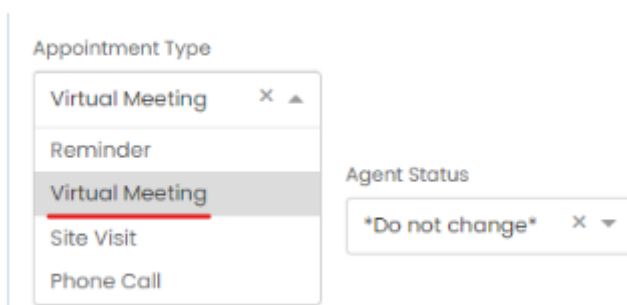 Appointment Type
Virtual Meeting
Reminder
Virtual Meeting
Site Visit
Phone Call
Agent Status
*Do not change*